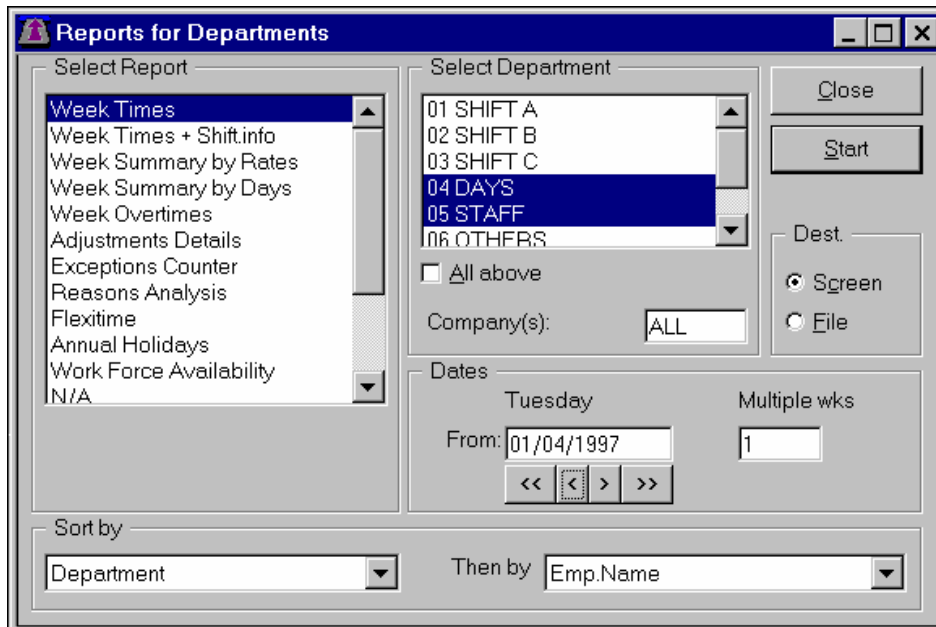 Reports for Departments
Select Report
Week Times
Week Times + Shift.info
Week Summary by Rates
Week Summary by Days
Week Overtimes
Adjustments Details
Exceptions Counter
Reasons Analysis
Flexitime
Annual Holidays
Work Force Availability
N/A
Select Department
01 SHIFT A
02 SHIFT B
03 SHIFT C
04 DAYS
05 STAFF
06 OTHERS
All above
Company(s): ALL
Close
Start
Dest.
Screen
File
Dates
Tuesday Multiple wks
From: 01/04/1997 1
<< < > >>
Sort by
Department Then by Emp.Name